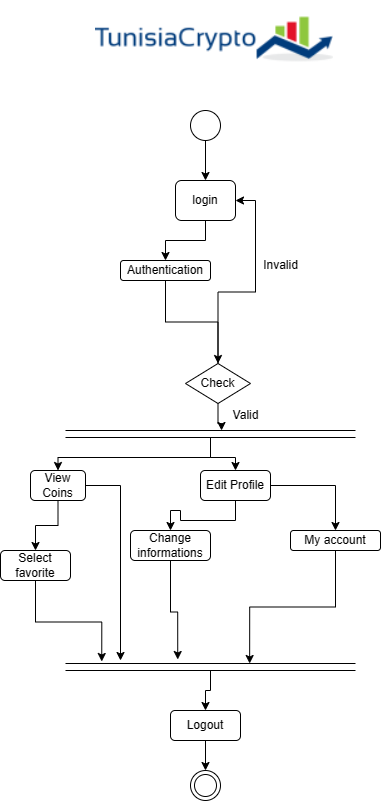 TunisiaCrypto
login
Authentication
Invalid
Check
Valid
View
Coins
Edit Profile
Select
favorite
Change
informations
My account
Logout